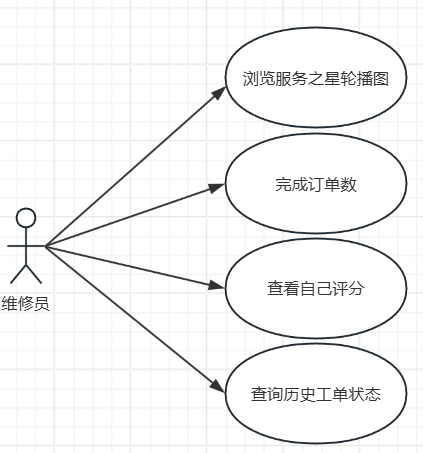 浏览服务之星轮播图
完成订单数
查看自己评分
维修员
查询历史工单状态